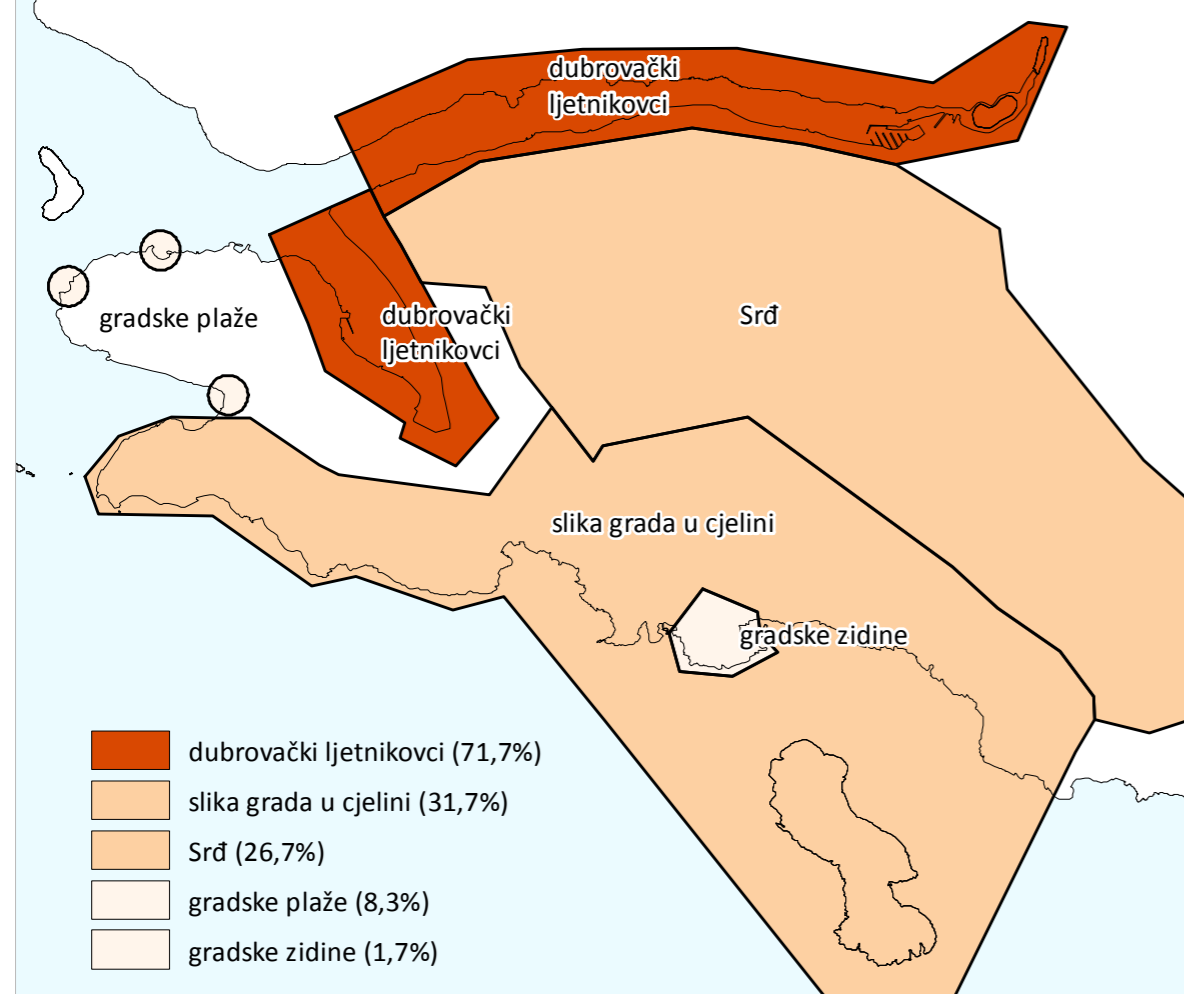 dubrovački
ljetnikovci
gradske plaže
dubrovački
ljetnikovci
Srđ
slika grada u cjelini
gradske zidine
dubrovački ljetnikovci (71,7%)
slika grada u cjelini (31,7%)
Srđ (26,7%)
gradske plaže (8,3%)
gradske zidine (1,7%)